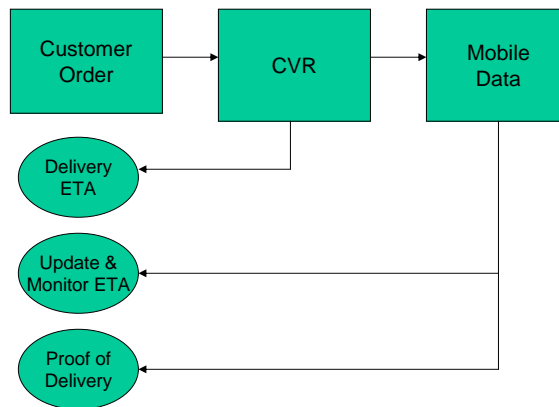 Customer
Order
CVR
Mobile
Data
Delivery
ETA
Update &
Monitor ETA
Proof of
Delivery